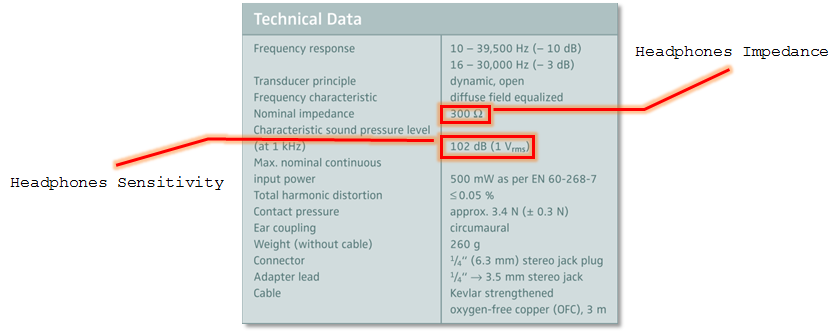 Technical Data
Frequency response 10 – 39,500 Hz (– 10 dB)
16 – 30,000 Hz (– 3 dB)
Headphones Impedance
Transducer principle dynamic, open
Frequency characteristic diffuse field equalized
Nominal impedance 300 Ω
Characteristic sound pressure level
(at 1 kHz) 102 dB (1 Vrms)
Max. nominal continuous
Headphones Sensitivity
input power 500 mW as per EN 60-268-7
Total harmonic distortion ≤ 0.05 %
Contact pressure approx. 3.4 N (± 0.3 N)
Ear coupling circumaural
Weight (without cable) 260 g
Connector 1/4“ (6.3 mm) stereo jack plug
Adapter lead 1/4“ → 3.5 mm stereo jack
Cable Kevlar strengthened
oxygen-free copper (OFC), 3 m